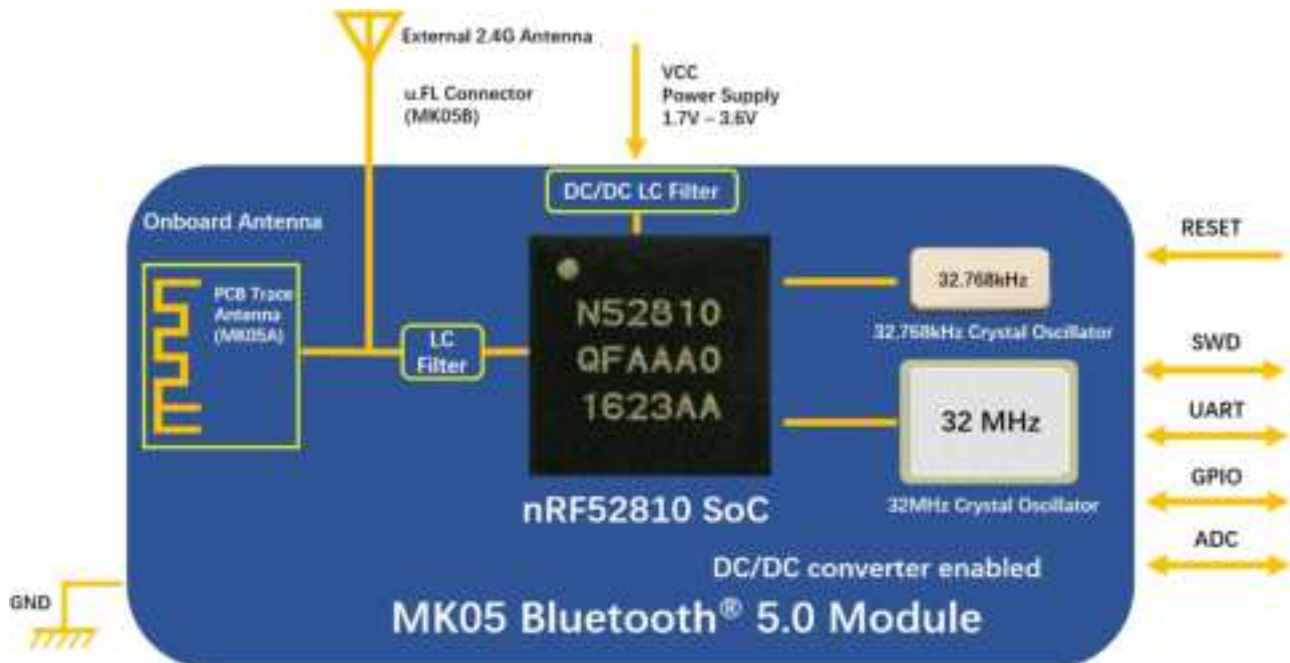 External 2.4G Antenna
u.FL Connector
(MK05B)
VCC
Power Supply
1.7V – 3.6V
DC/DC LC Filter
Onboard Antenna
PCB Trace
Antenna
(MK05A)
LC
Filter
N52810
QFAAA0
1623AA
nRF52810 SoC
32.768kHz
32.768kHz Crystal Oscillator
32 MHz
32MHz Crystal Oscillator
RESET
SWD
UART
GPIO
ADC
DC/DC converter enabled
GND
MK05 Bluetooth® 5.0 Module